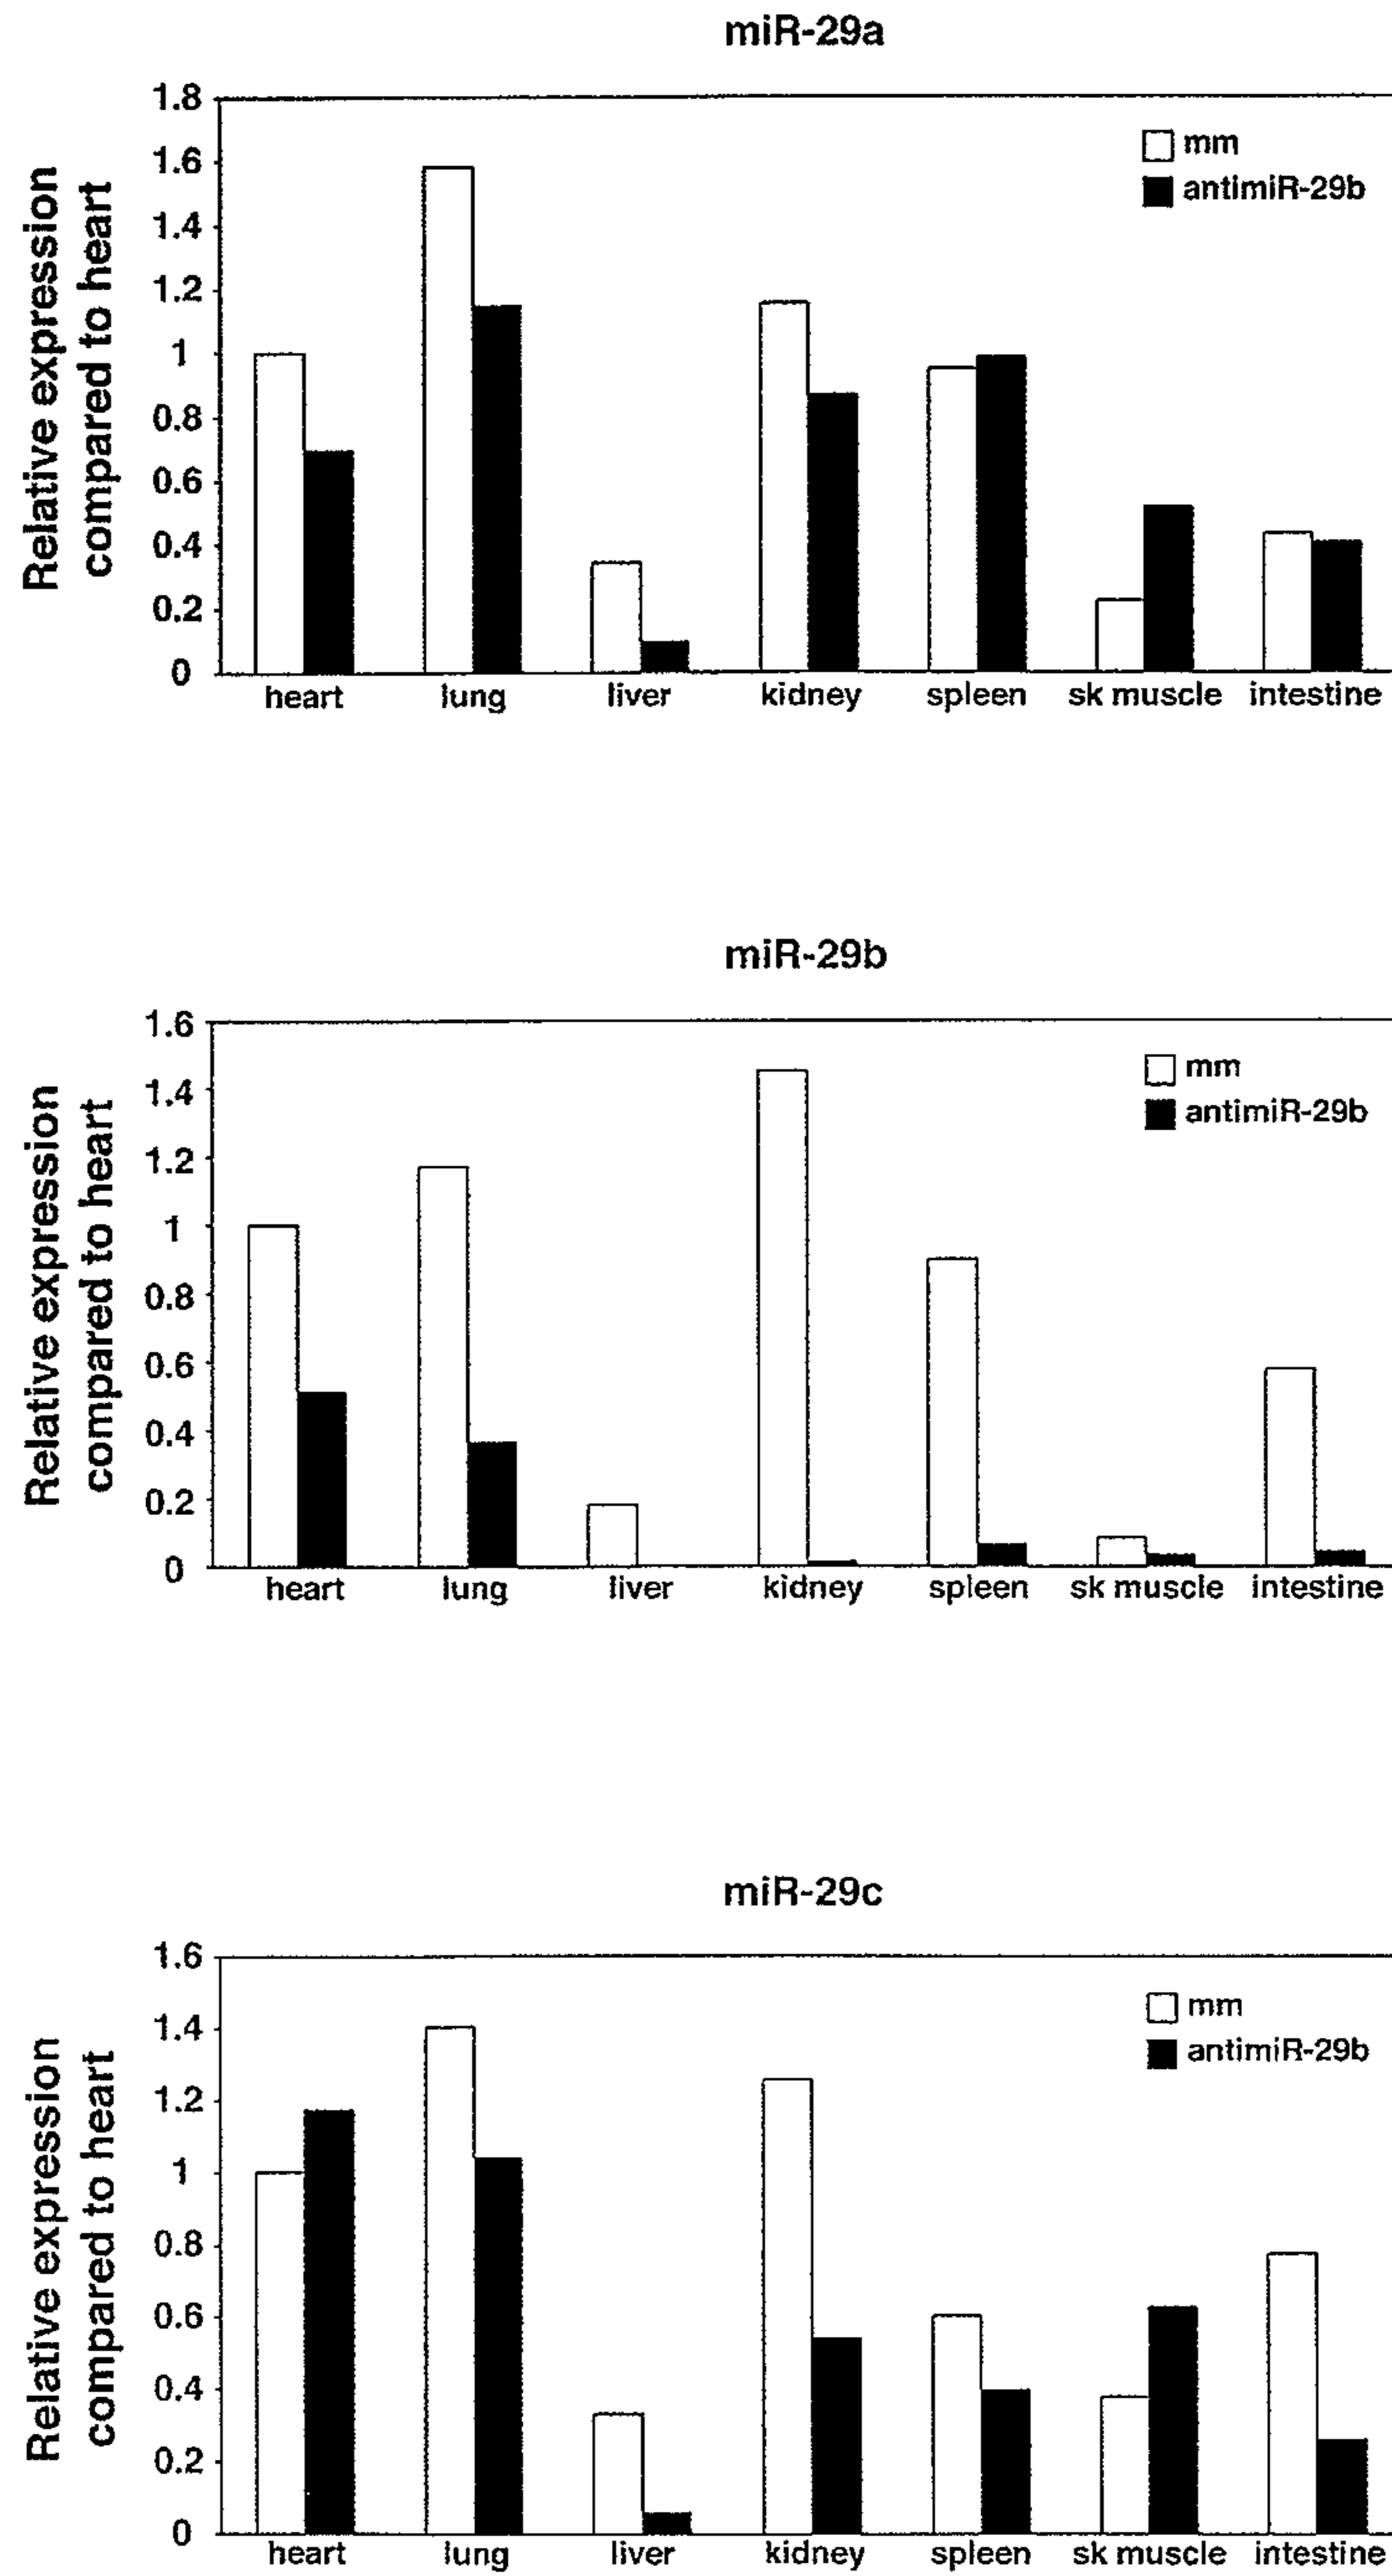 miR-29a
Relative expression
compared to heart
1.8
1.6
1.4
1.2
1
0.8
0.6
0.4
0.2
0
mm
antimiR-29b
heart lung liver kidney spleen sk muscle intestine
miR-29b
Relative expression
compared to heart
1.6
1.4
1.2
1
0.8
0.6
0.4
0.2
0
mm
antimiR-29b
heart lung liver kidney spleen sk muscle intestine
miR-29c
Relative expression
compared to heart
1.6
1.4
1.2
1
0.8
0.6
0.4
0.2
0
mm
antimiR-29b
heart lung liver kidney spleen sk muscle intestine